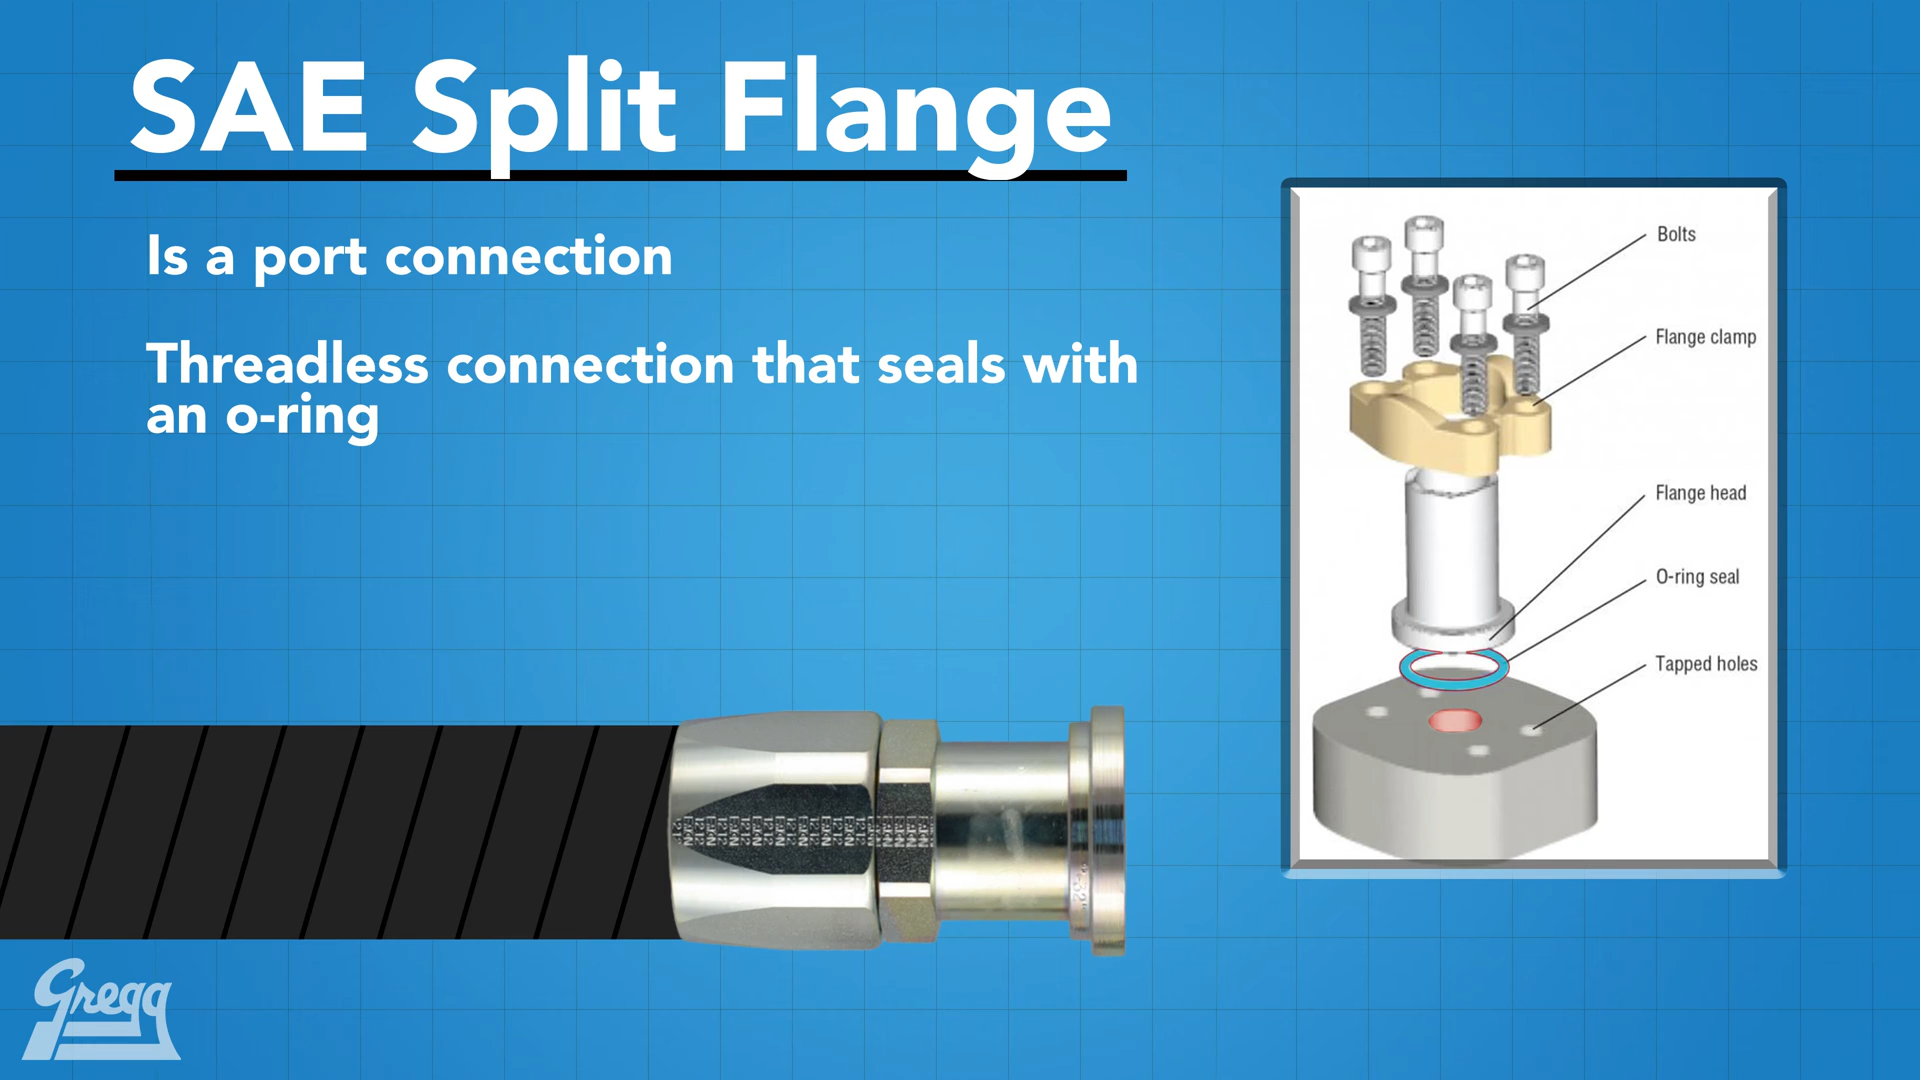 SAE Split Flange
Is a port connection
Threadless connection that seals with
an o-ring
Bolts
Flange clamp
Flange head
O-ring seal
Tapped holes
Gregg